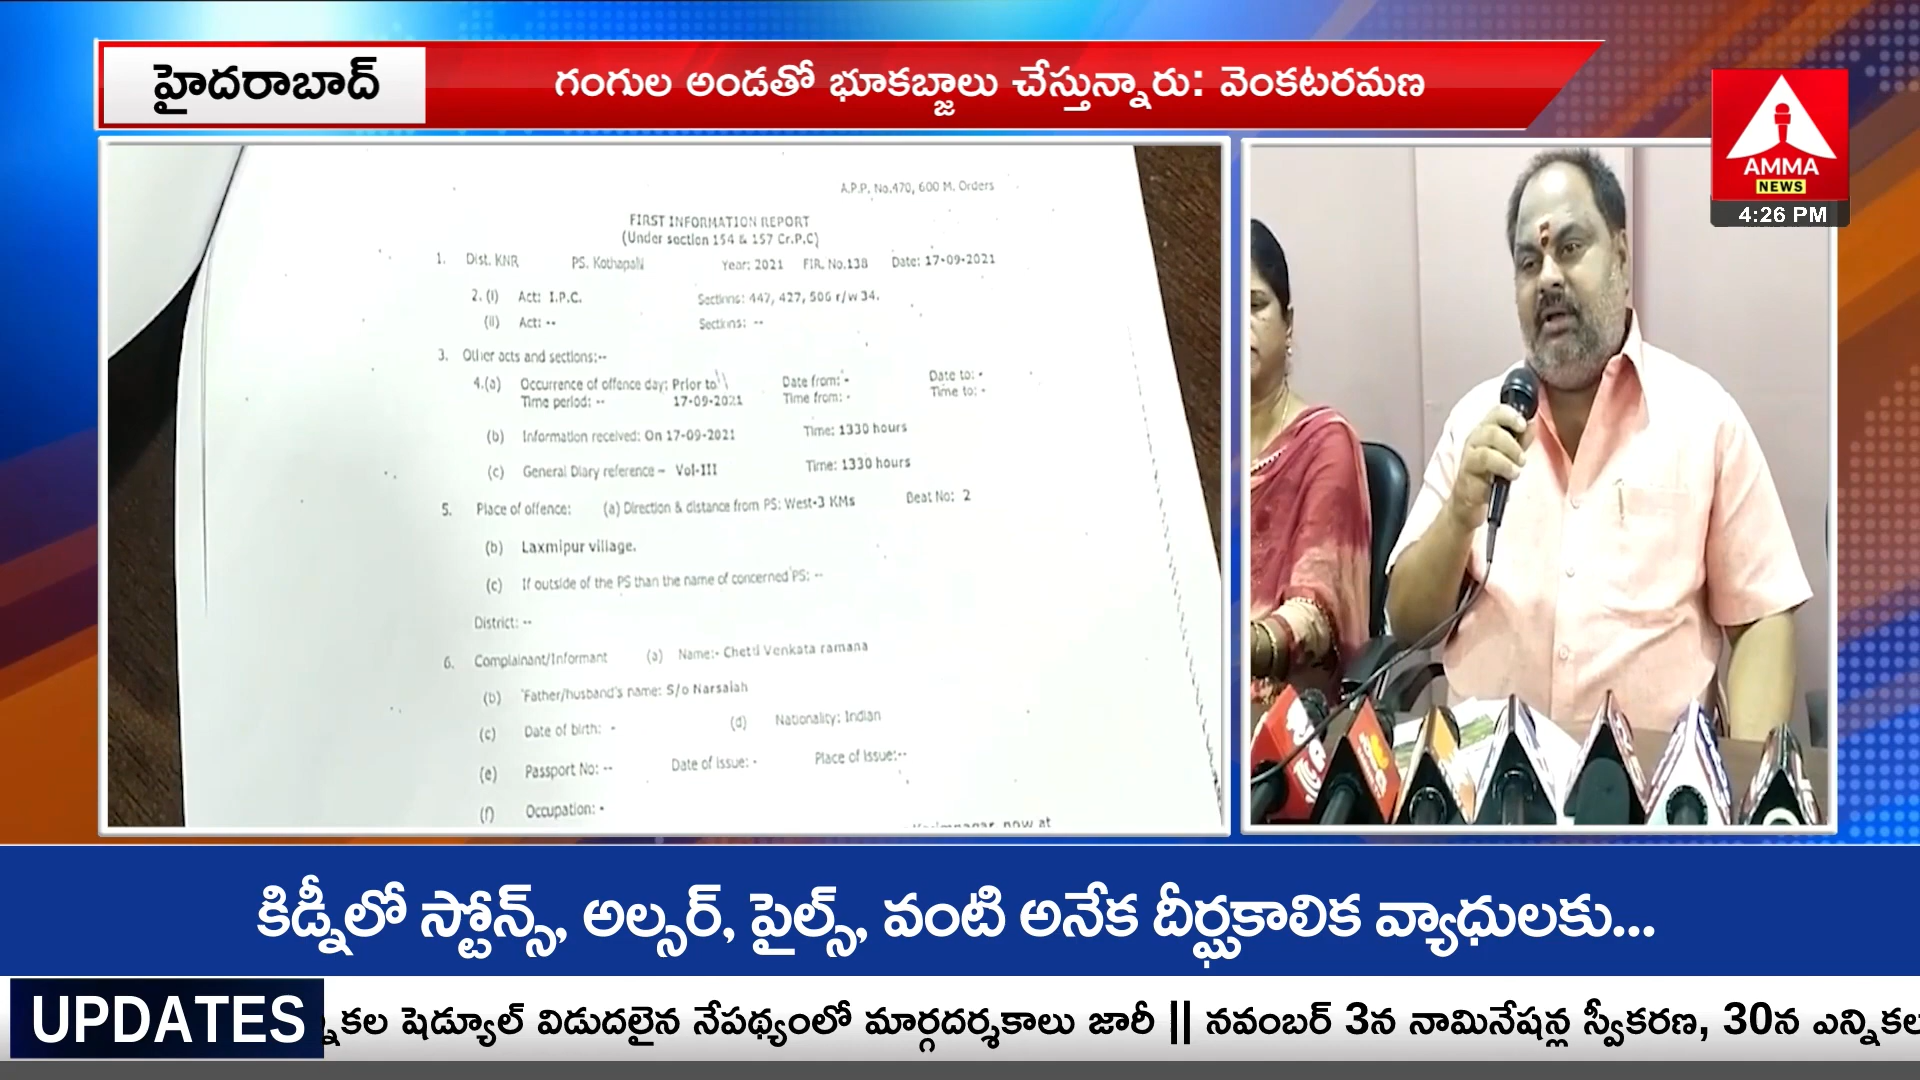 హైదరాబాద్
గంగుల అండతో భూకబ్జాలు చేస్తున్నారు: వెంకటరమణ
AMMA
NEWS
4:26 PM
A.P.P. No.470, 600 M. Orders
FIRST INFORMATION REPORT
(Under section 154 & 157 Cr.P.C)
1. Dist. KNR PS. Kothapalli Year: 2021 FIR. No.138 Date: 17-09-2021
2. (i) Act: I.P.C. Sections: 447, 427, 506 r/w 34.
(ii) Act: -- Sections: --
3. Other acts and sections:--
4.(a) Occurrence of offence day: Prior to Date from: - Date to: -
Time period: -- 17-09-2021 Time from: - Time to: -
(b) Information received: On 17-09-2021 Time: 1330 hours
(c) General Diary reference – Vol-III Time: 1330 hours
5. Place of offence: (a) Direction & distance from PS: West-3 KMs Beat No: 2
(b) Laxmipur village.
(c) If outside of the PS than the name of concerned PS: --
District: --
6. Complainant/Informant (a) Name:- Chetti Venkata ramana
(b) Father/husband's name: S/o Narsaiah
(c) Date of birth: - (d) Nationality: Indian
(e) Passport No: -- Date of issue: - Place of Issue:--
(f) Occupation: -
now at
కిడ్నీలో స్టోన్స్, అల్సర్, పైల్స్, వంటి అనేక దీర్ఘకాలిక వ్యాధులకు...
UPDATES
న్నికల షెడ్యూల్ విడుదలైన నేపథ్యంలో మార్గదర్శకాలు జారీ || నవంబర్ 3న నామినేషన్ల స్వీకరణ, 30న ఎన్నికల